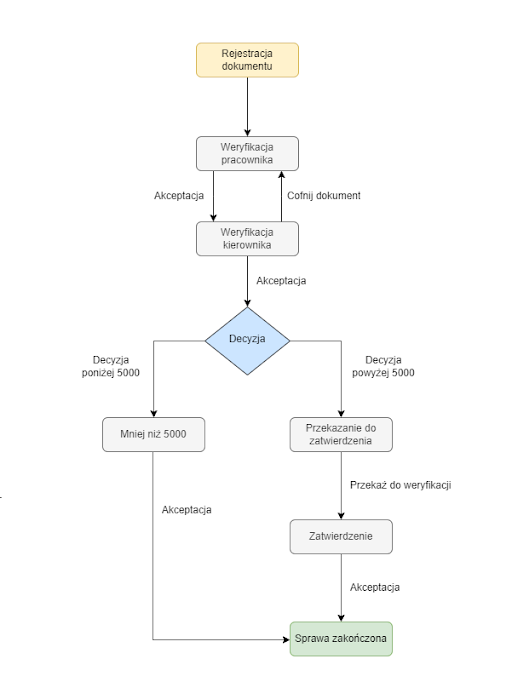 Rejestracja
dokumentu
Weryfikacja
pracownika
Akceptacja
Cofnij dokument
Weryfikacja
kierownika
Akceptacja
Decyzja
Decyzja
poniżej 5000
Decyzja
powyżej 5000
Mniej niż 5000
Przekazanie do
zatwierdzenia
Przekaż do weryfikacji
Akceptacja
Zatwierdzenie
Akceptacja
Sprawa zakończona